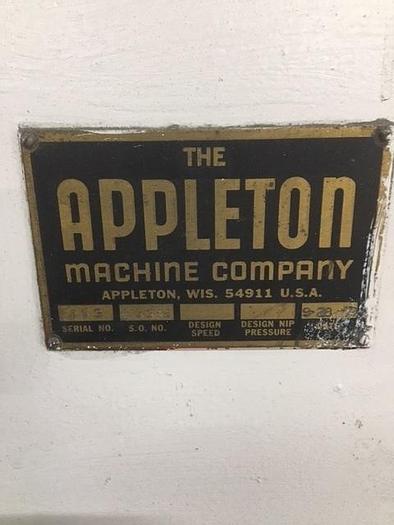 THE
APPLETON
MACHINE COMPANY
APPLETON, WIS. 54911 U.S.A.
SERIAL NO. S.O. NO. DESIGN SPEED DESIGN NIP PRESSURE